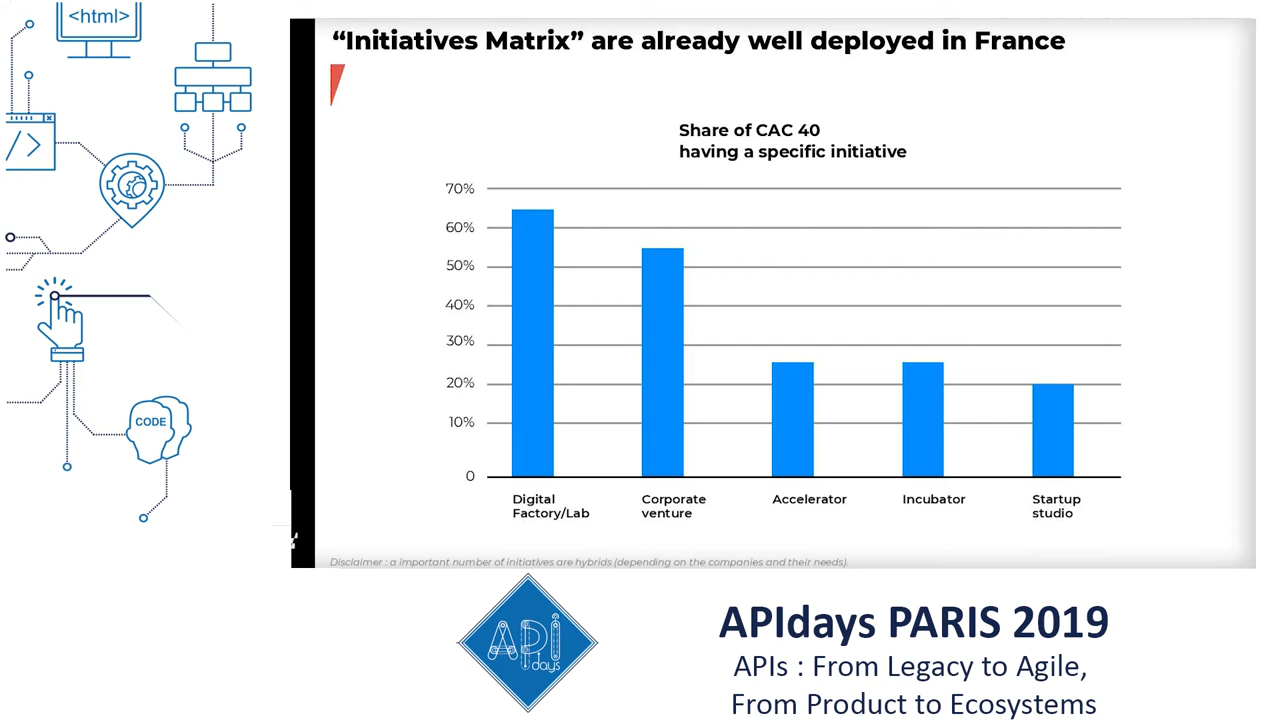 <html>
/>
CODE
“Initiatives Matrix” are already well deployed in France
Share of CAC 40
having a specific initiative
70%
60%
50%
40%
30%
20%
10%
0
Digital
Factory/Lab
Corporate
venture
Accelerator
Incubator
Startup
studio
Disclaimer : a important number of initiatives are hybrids (depending on the companies and their needs).
APi
days
APIdays PARIS 2019
APIs : From Legacy to Agile,
From Product to Ecosystems